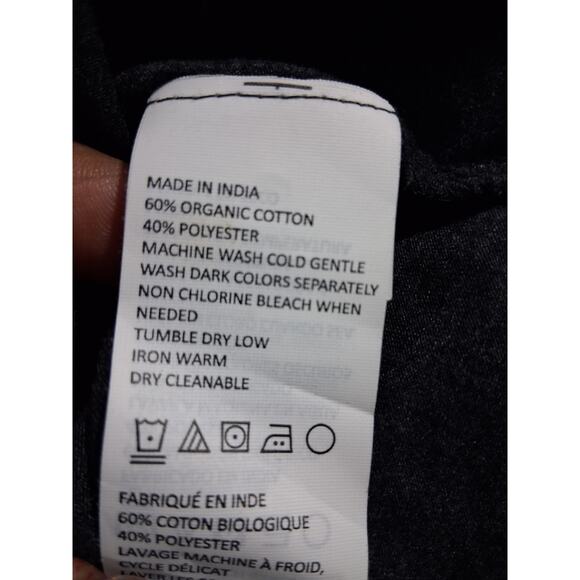 MADE IN INDIA
60% ORGANIC COTTON
40% POLYESTER
MACHINE WASH COLD GENTLE
WASH DARK COLORS SEPARATELY
NON CHLORINE BLEACH WHEN
NEEDED
TUMBLE DRY LOW
IRON WARM
DRY CLEANABLE
FABRIQUÉ EN INDE
60% COTON BIOLOGIQUE
40% POLYESTER
LAVAGE MACHINE À FROID,
CYCLE DÉLICAT